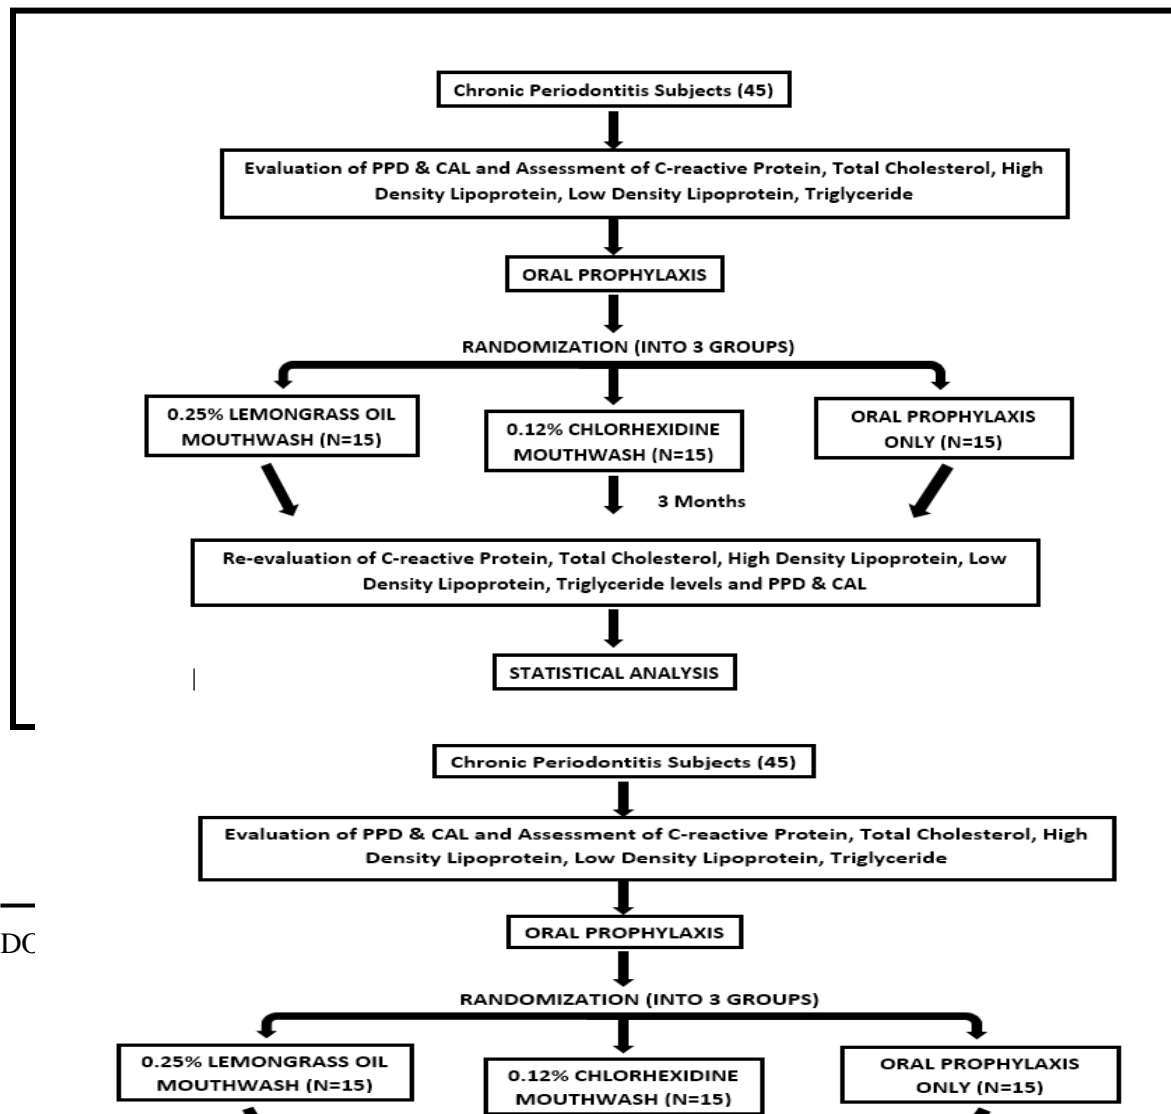 Chronic Periodontitis Subjects (45)
Evaluation of PPD & CAL and Assessment of C-reactive Protein, Total Cholesterol, High
Density Lipoprotein, Low Density Lipoprotein, Triglyceride
ORAL PROPHYLAXIS
RANDOMIZATION (INTO 3 GROUPS)
0.25% LEMONGRASS OIL
MOUTHWASH (N=15)
0.12% CHLORHEXIDINE
MOUTHWASH (N=15)
ORAL PROPHYLAXIS
ONLY (N=15)
3 Months
Re-evaluation of C-reactive Protein, Total Cholesterol, High Density Lipoprotein, Low
Density Lipoprotein, Triglyceride levels and PPD & CAL
STATISTICAL ANALYSIS
Chronic Periodontitis Subjects (45)
Evaluation of PPD & CAL and Assessment of C-reactive Protein, Total Cholesterol, High
Density Lipoprotein, Low Density Lipoprotein, Triglyceride
ORAL PROPHYLAXIS
RANDOMIZATION (INTO 3 GROUPS)
0.25% LEMONGRASS OIL
MOUTHWASH (N=15)
0.12% CHLORHEXIDINE
MOUTHWASH (N=15)
ORAL PROPHYLAXIS
ONLY (N=15)